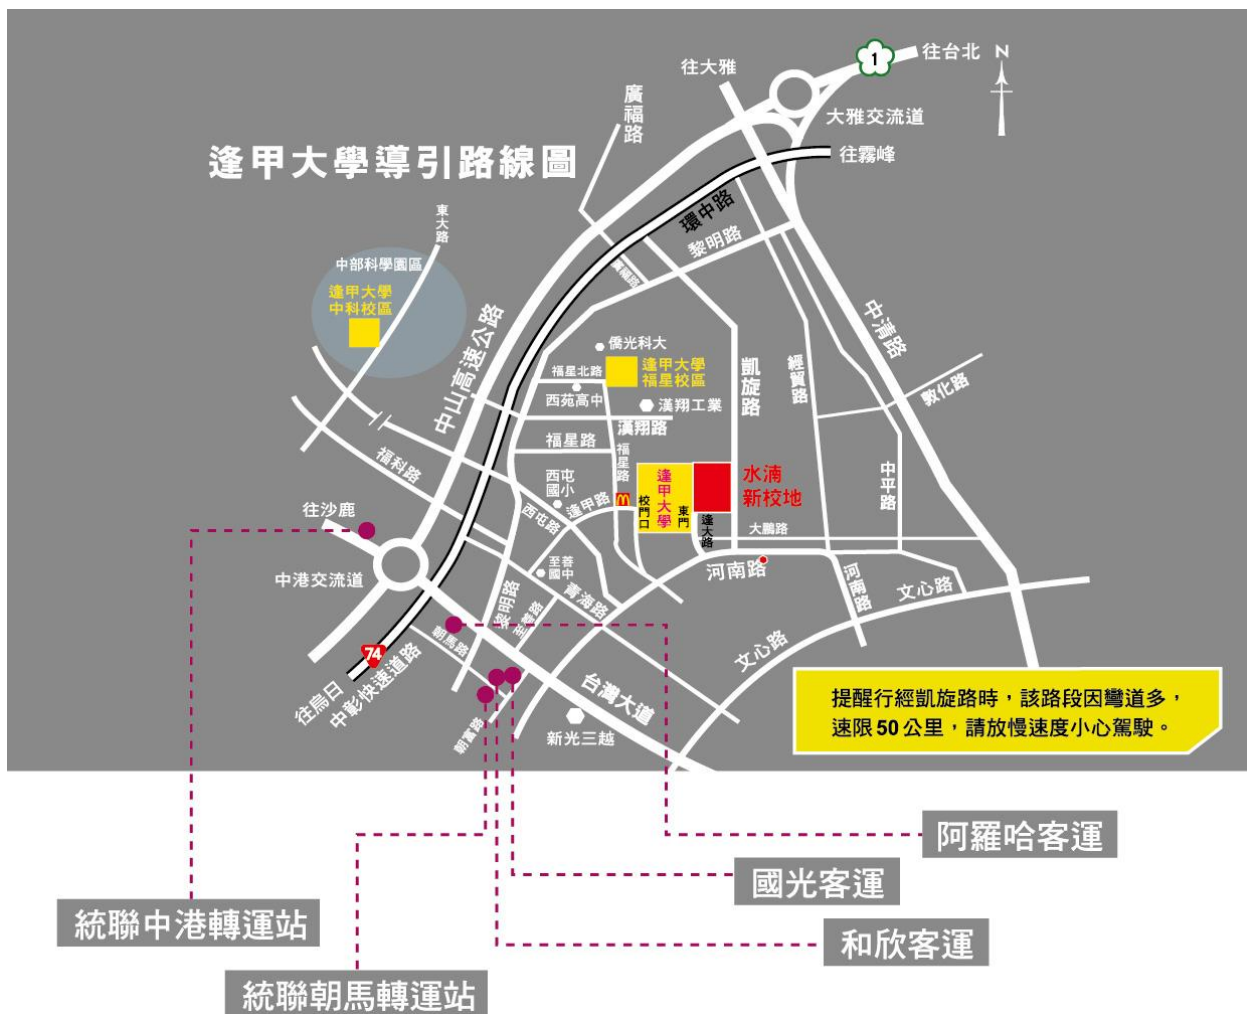 往台北
N
1
往大雅
大雅交流道
廣福路
往霧峰
逢甲大學導引路線圖
環中路
東大路
黎明路
中部科學園區
廣福路
逢甲大學
中科校區
中山高速公路
中清路
僑光科大
逢甲大學
福星校區
福星北路
西苑高中
漢翔工業
凱旋路
經貿路
敦化路
漢翔路
福星路
福星路
福科路
西屯
國小
逢甲路
西屯路
校門口
逢甲大學
東門
水湳
新校地
中平路
逢大路
大鵬路
往沙鹿
中港交流道
至善
國中
河南路
河南路
文心路
青海路
黎明路
至善路
朝馬路
文心路
74
往烏日
中彰快速道路
台灣大道
朝富路
新光三越
提醒行經凱旋路時，該路段因彎道多，
速限50公里，請放慢速度小心駕駛。
阿羅哈客運
國光客運
統聯中港轉運站
和欣客運
統聯朝馬轉運站